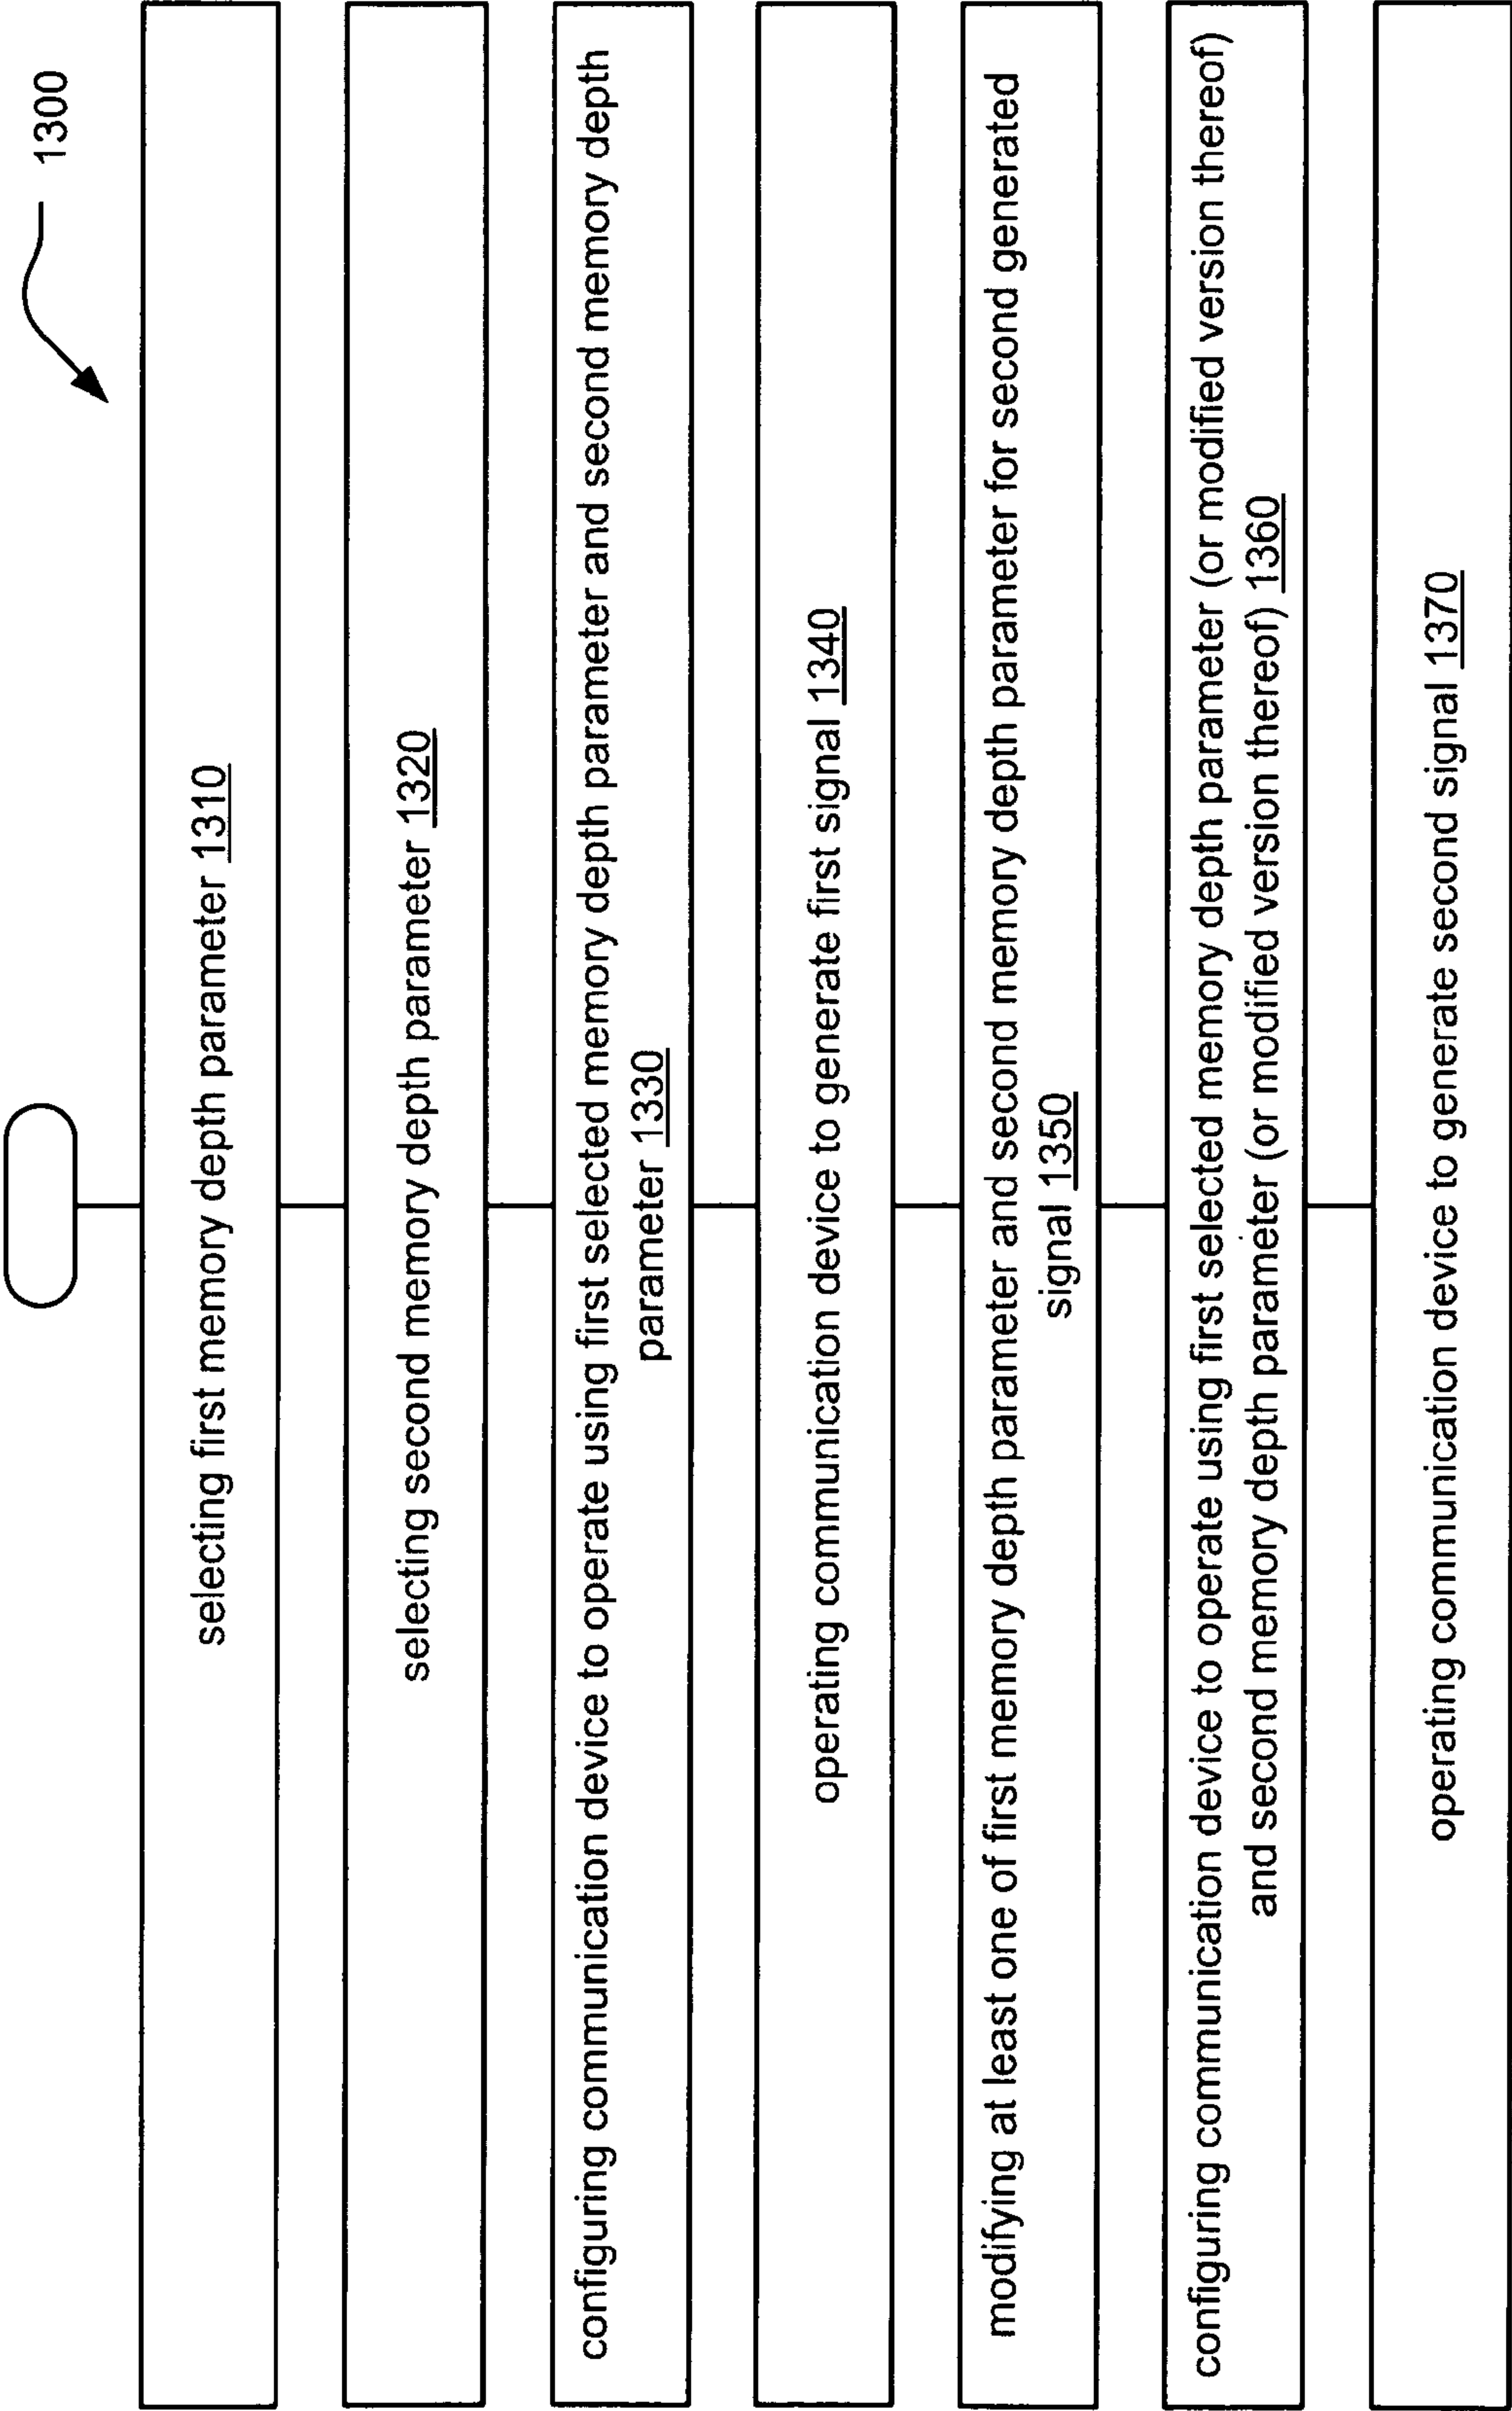 1300
selecting first memory depth parameter 1310
selecting second memory depth parameter 1320
configuring communication device to operate using first selected memory depth parameter and second memory depth
parameter 1330
operating communication device to generate first signal 1340
modifying at least one of first memory depth parameter and second memory depth parameter for second generated
signal 1350
configuring communication device to operate using first selected memory depth parameter (or modified version thereof)
and second memory depth parameter (or modified version thereof) 1360
operating communication device to generate second signal 1370